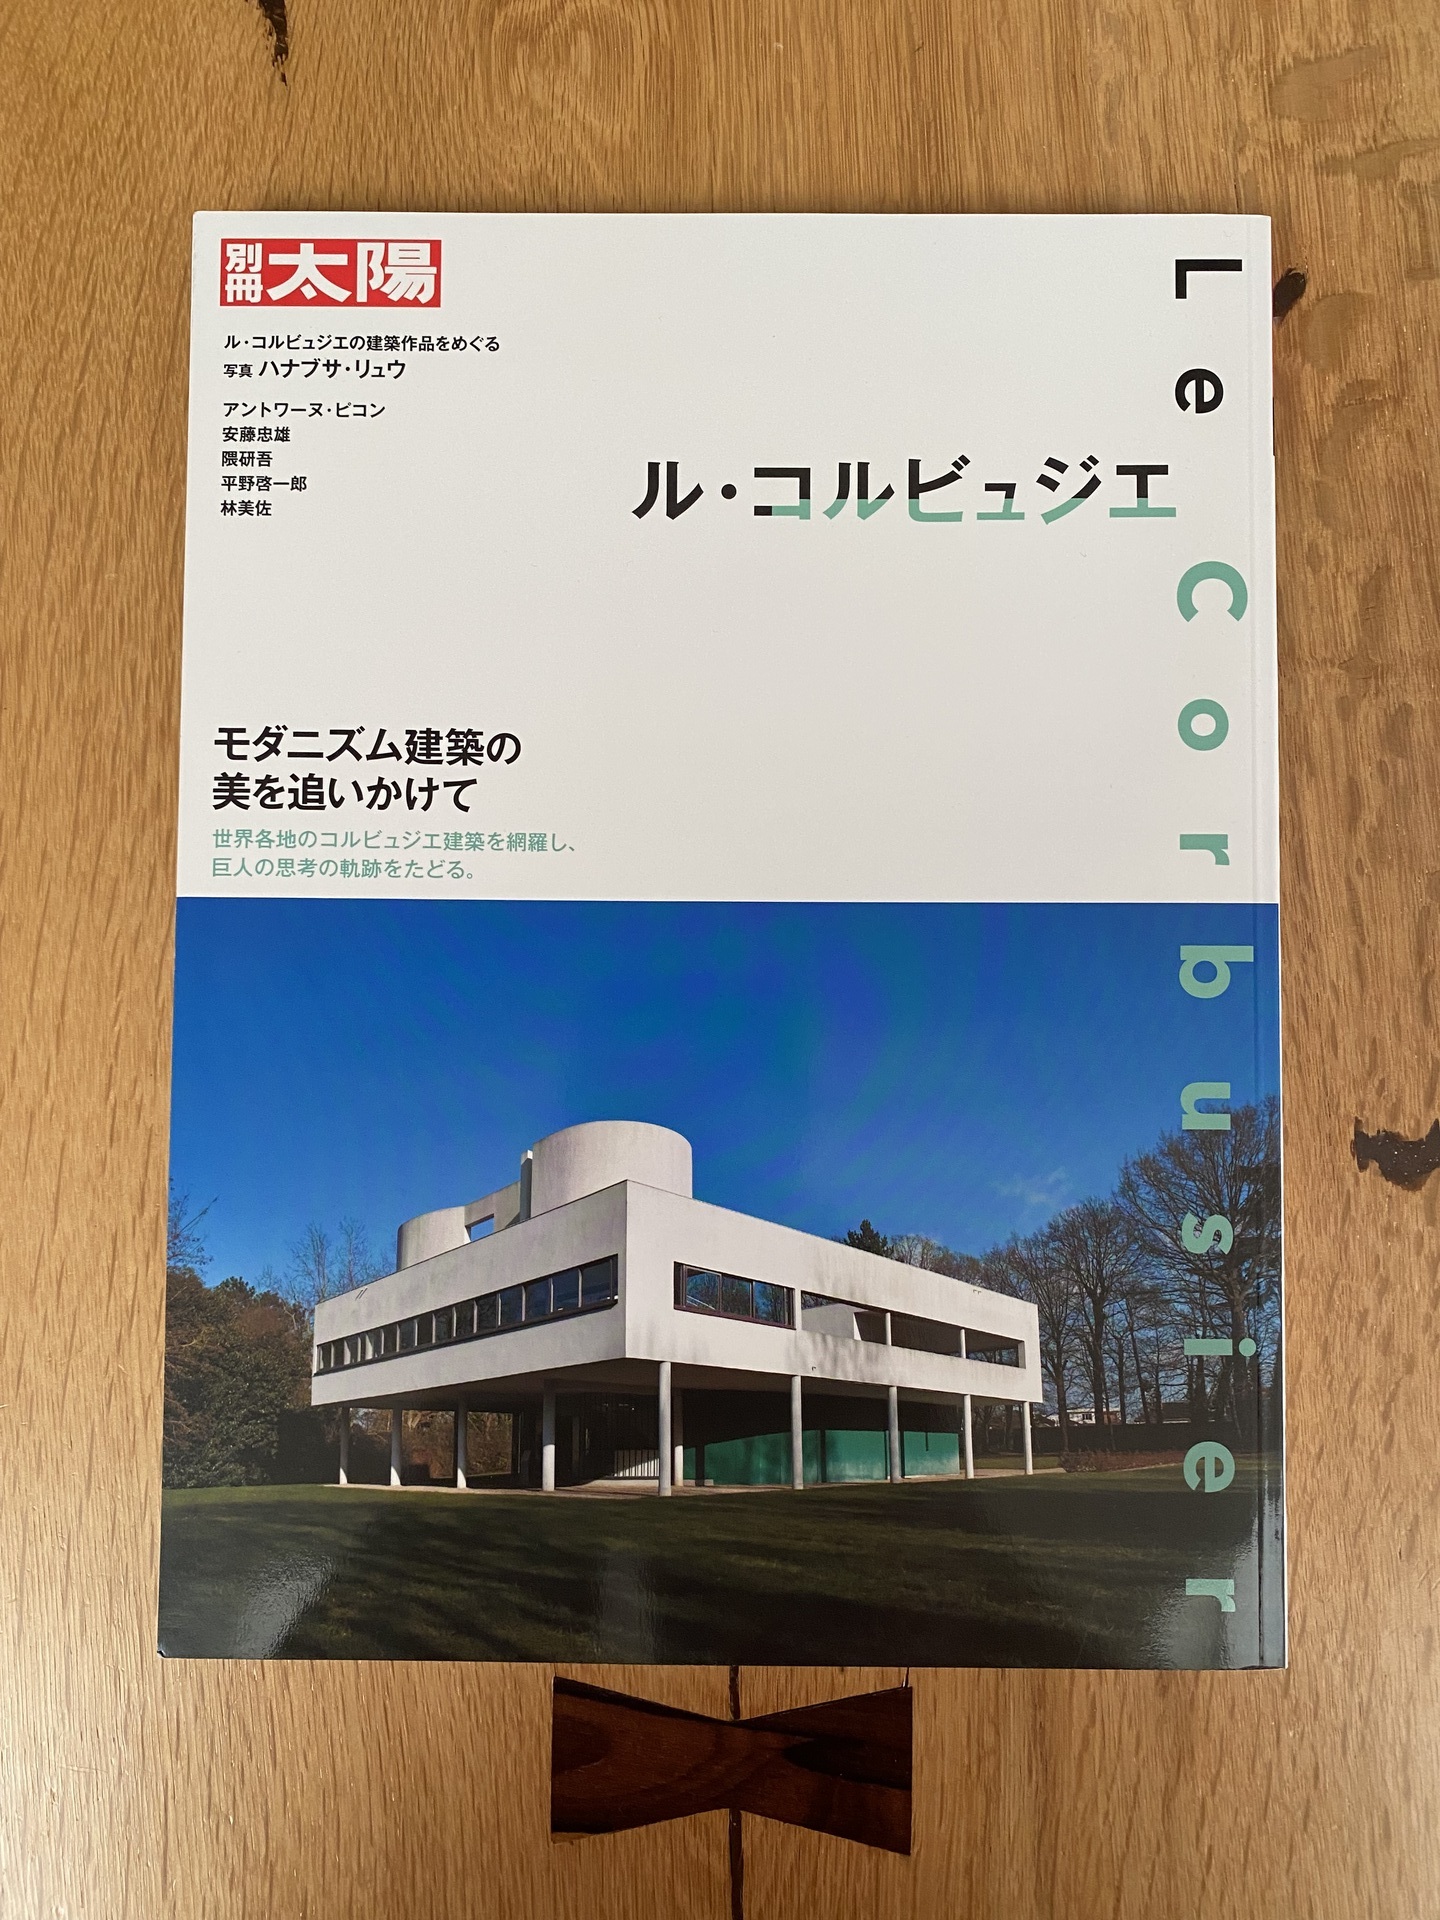 別冊太陽
ル・コルビュジエの建築作品をめぐる
写真 ハナブサ・リュウ
アントワーヌ・ピコン
安藤忠雄
隈研吾
平野啓一郎
林美佐
ル・コルビュジエ
Le Corbusier
モダニズム建築の
美を追いかけて
世界各地のコルビュジエ建築を網羅し、
巨人の思考の軌跡をたどる。